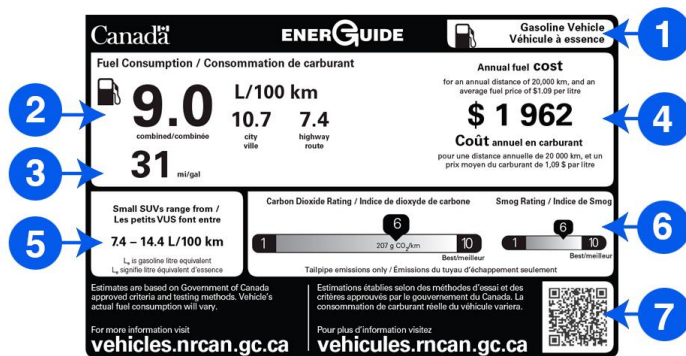 Canada
ENERGUIDE
Gasoline Vehicle
Véhicule à essence
1
Fuel Consumption / Consommation de carburant
2
9.0
combined/combinée
L/100 km
10.7
city
ville
7.4
highway
route
3
31 mi/gal
Annual fuel cost
for an annual distance of 20,000 km, and an
average fuel price of $1.09 per litre
$ 1 962
4
Coût annuel en carburant
pour une distance annuelle de 20 000 km, et un
prix moyen du carburant de 1,09 $ par litre
5
Small SUVs range from /
Les petits VUS font entre
7.4 – 14.4 L/100 km
Lₑ is gasoline litre equivalent
Lₑ signifie litre équivalent d'essence
Carbon Dioxide Rating / Indice de dioxyde de carbone
6
1
207 g CO₂/km
10
Best/meilleur
Smog Rating / Indice de Smog
6
1
10
Best/meilleur
6
Tailpipe emissions only / Émissions du tuyau d'échappement seulement
Estimates are based on Government of Canada
approved criteria and testing methods. Vehicle's
actual fuel consumption will vary.
For more information visit
vehicles.nrcan.gc.ca
Estimations établies selon des méthodes d'essai et des
critères approuvés par le gouvernement du Canada. La
consommation de carburant réelle du véhicule variera.
Pour plus d'information visitez
vehicules.rncan.gc.ca
7